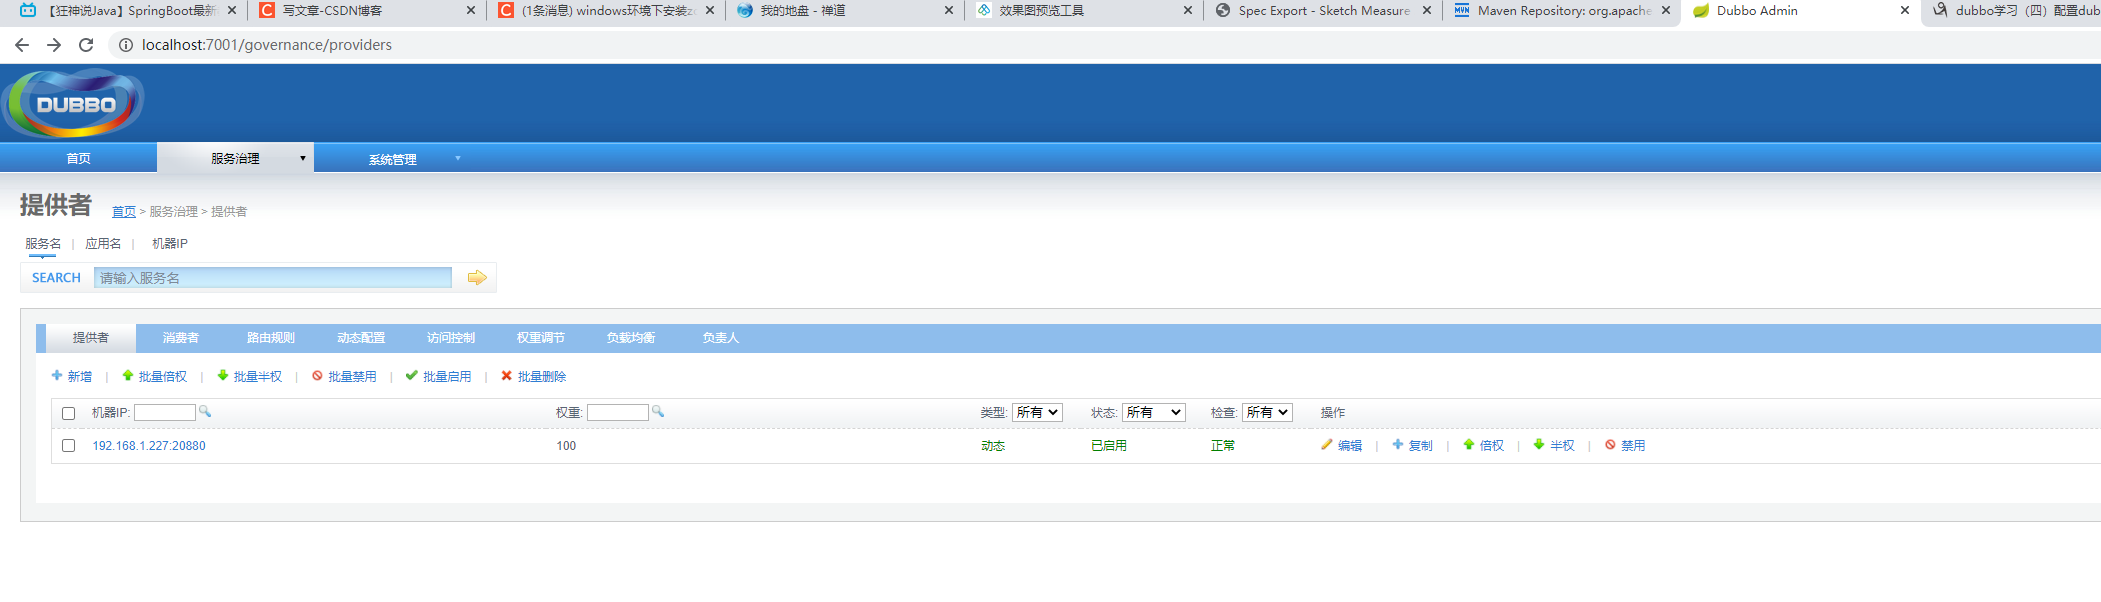 【狂神说Java】SpringBoot最新
写文章-CSDN博客
(1条消息) windows环境下安装zo
我的地盘 - 禅道
效果图预览工具
Spec Export - Sketch Measure
Maven Repository: org.apache
Dubbo Admin
dubbo学习（四）配置dub
localhost:7001/governance/providers
DUBBO
首页 服务治理 系统管理
提供者 首页 > 服务治理 > 提供者
服务名 | 应用名 | 机器IP
SEARCH 请输入服务名
提供者 消费者 路由规则 动态配置 访问控制 权重调节 负载均衡 负责人
新增 | 批量倍权 | 批量半权 | 批量禁用 | 批量启用 | 批量删除
机器IP: 权重: 类型: 所有 状态: 所有 检查: 所有 操作
192.168.1.227:20880 100 动态 已启用 正常 编辑 | 复制 | 倍权 | 半权 | 禁用